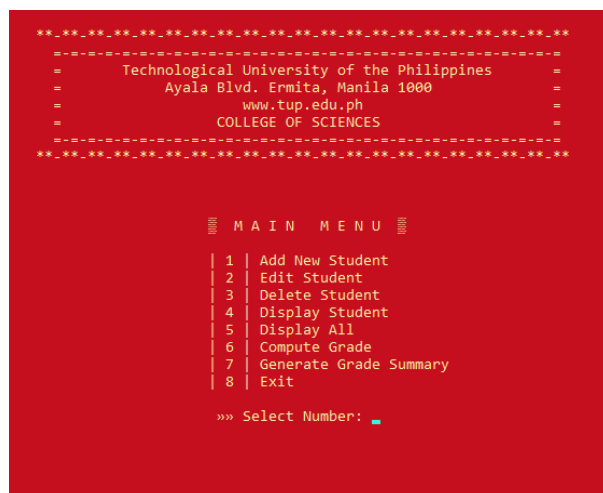 **_**_**_**_**_**_**_**_**_**_**_**_**_**_**_**_**_**_**_**_**
=-=-=-=-=-=-=-=-=-=-=-=-=-=-=-=-=-=-=-=-=-=-=-=-=-=-=-=-=-=
= Technological University of the Philippines =
= Ayala Blvd. Ermita, Manila 1000 =
= www.tup.edu.ph =
= COLLEGE OF SCIENCES =
=-=-=-=-=-=-=-=-=-=-=-=-=-=-=-=-=-=-=-=-=-=-=-=-=-=-=-=-=-=
**_**_**_**_**_**_**_**_**_**_**_**_**_**_**_**_**_**_**_**_**
▒ M A I N   M E N U ▒
| 1 | Add New Student
| 2 | Edit Student
| 3 | Delete Student
| 4 | Display Student
| 5 | Display All
| 6 | Compute Grade
| 7 | Generate Grade Summary
| 8 | Exit
»» Select Number: _